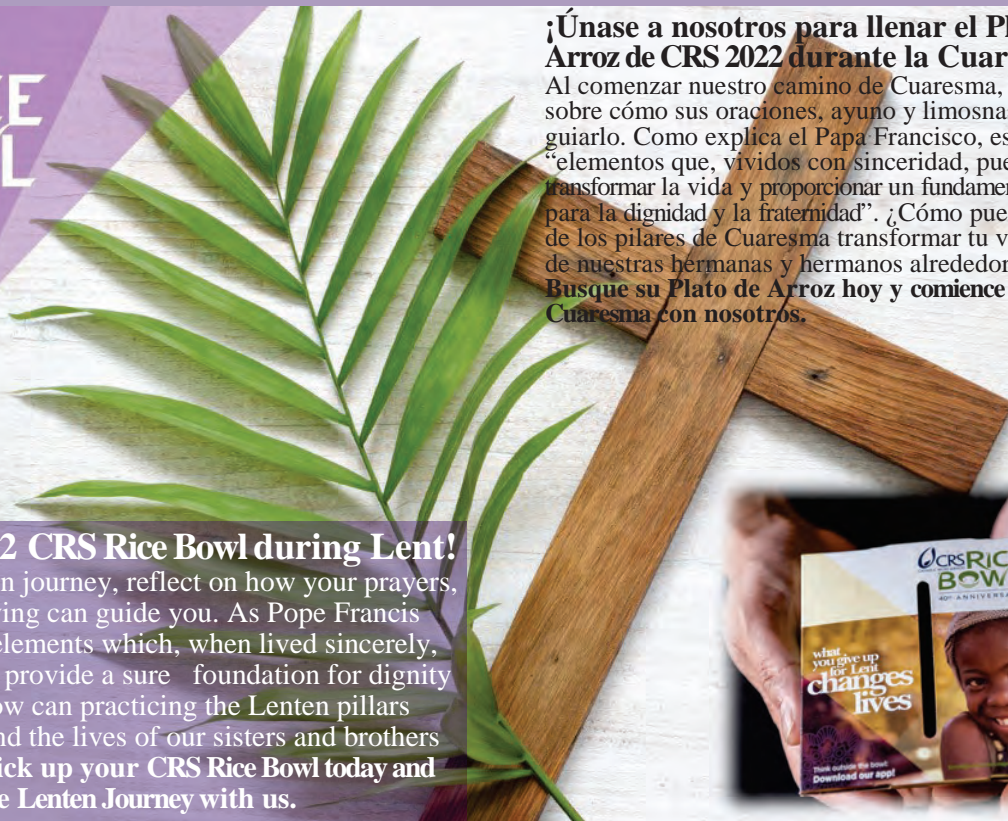 CE
L
¡Únase a nosotros para llenar el Pl
Arroz de CRS 2022 durante la Cuar
Al comenzar nuestro camino de Cuaresma,
sobre cómo sus oraciones, ayuno y limosna
guiarlo. Como explica el Papa Francisco, es
“elementos que, vividos con sinceridad, pue
transformar la vida y proporcionar un fundamen
para la dignidad y la fraternidad”. ¿Cómo pue
de los pilares de Cuaresma transformar tu v
de nuestras hermanas y hermanos alrededor
Busque su Plato de Arroz hoy y comience
Cuaresma con nosotros.
2 CRS Rice Bowl during Lent!
n journey, reflect on how your prayers,
ving can guide you. As Pope Francis
elements which, when lived sincerely,
provide a sure foundation for dignity
ow can practicing the Lenten pillars
nd the lives of our sisters and brothers
ick up your CRS Rice Bowl today and
e Lenten Journey with us.
CRS RIC
BOW
40TH ANNIVERSA
what
you give up
for Lent
changes
lives
Think outside the bowl:
Download our app!